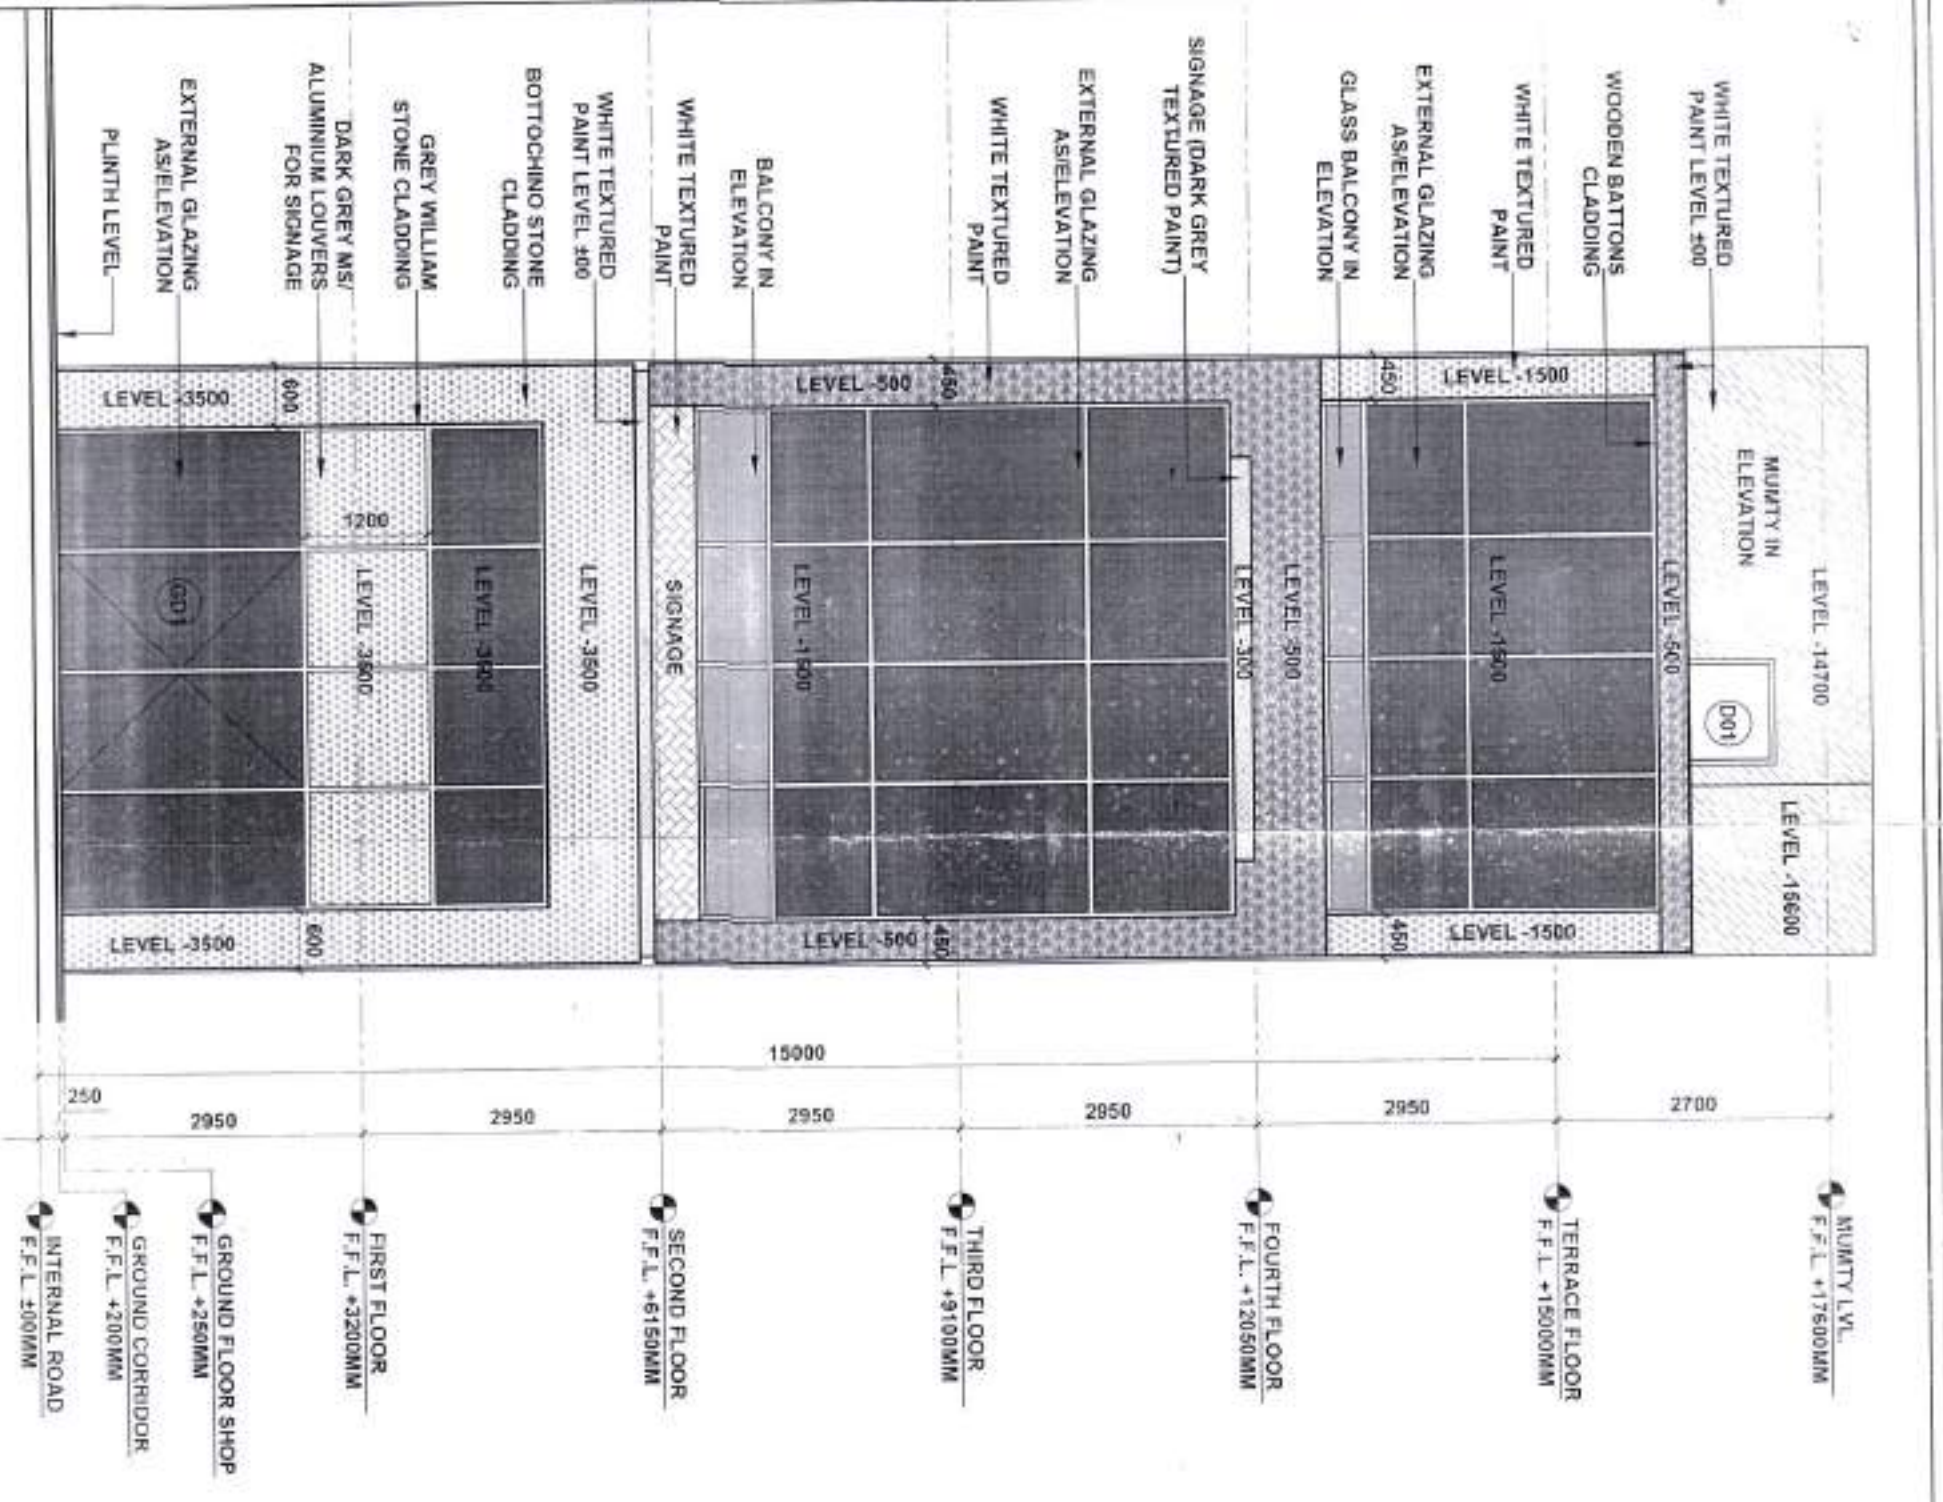 WHITE TEXTURED
PAINT LEVEL ±00
WOODEN BATTONS
CLADDING
WHITE TEXTURED
PAINT
EXTERNAL GLAZING
AS/ELEVATION
GLASS BALCONY IN
ELEVATION
SIGNAGE (DARK GREY
TEXTURED PAINT)
EXTERNAL GLAZING
AS/ELEVATION
WHITE TEXTURED
PAINT
BALCONY IN
ELEVATION
WHITE TEXTURED
PAINT
WHITE TEXTURED
PAINT LEVEL ±00
BOTTOCHINO STONE
CLADDING
GREY WILLIAM
STONE CLADDING
DARK GREY MS/
ALUMINIUM LOUVERS
FOR SIGNAGE
EXTERNAL GLAZING
AS/ELEVATION
PLINTH LEVEL
LEVEL -14700
MUMTY IN
ELEVATION
D01
LEVEL -15600
LEVEL -500
LEVEL -1500
450
LEVEL -1500
LEVEL -1500
450
LEVEL -500
LEVEL -300
LEVEL -500
450
LEVEL -1500
LEVEL -500
450
SIGNAGE
LEVEL -3500
LEVEL -3500
LEVEL -3500
1200
600
LEVEL -3500
GD1
600
LEVEL -3500
15000
2700
2950
2950
2950
2950
2950
250
MUMTY LVL.
F.F.L. +17600MM
TERRACE FLOOR
F.F.L. +15000MM
FOURTH FLOOR
F.F.L. +12050MM
THIRD FLOOR
F.F.L. +9100MM
SECOND FLOOR
F.F.L. +6150MM
FIRST FLOOR
F.F.L. +3200MM
GROUND FLOOR SHOP
F.F.L. +250MM
GROUND CORRIDOR
F.F.L. +200MM
INTERNAL ROAD
F.F.L. ±00MM